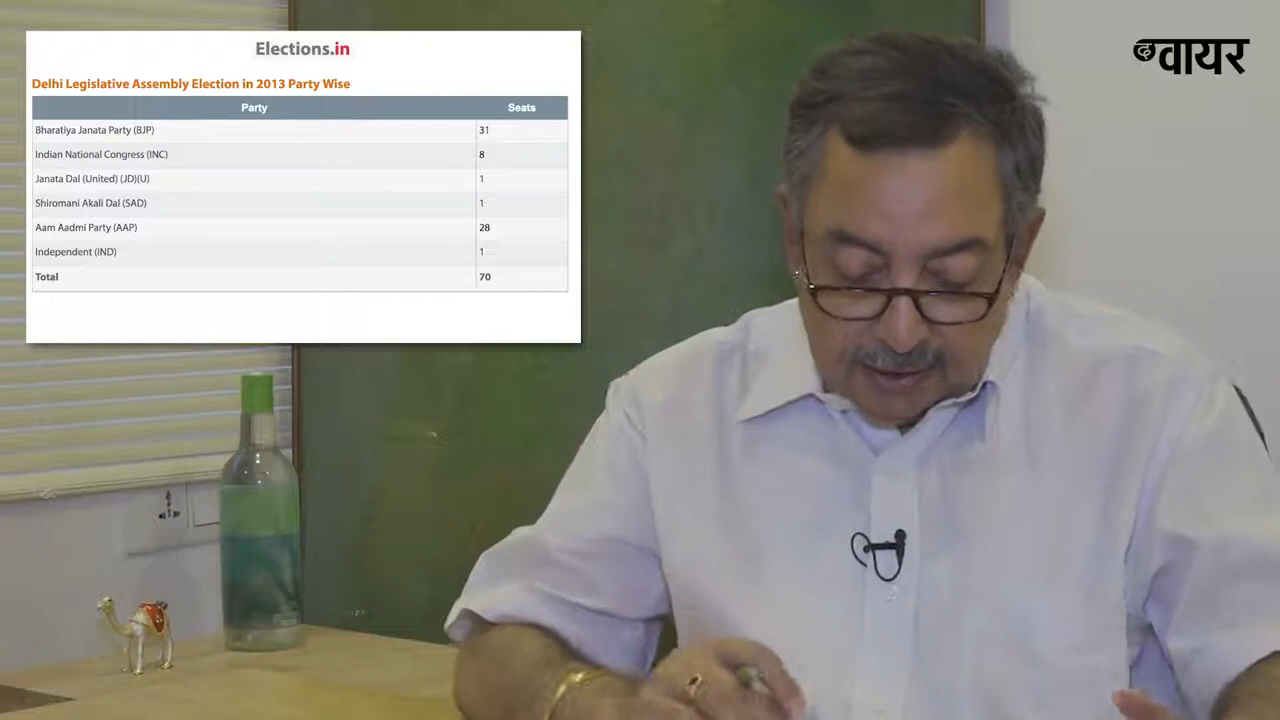 Elections.in
द वायर
Delhi Legislative Assembly Election in 2013 Party Wise
Party Seats
Bharatiya Janata Party (BJP) 31
Indian National Congress (INC) 8
Janata Dal (United) (JD)(U) 1
Shiromani Akali Dal (SAD) 1
Aam Aadmi Party (AAP) 28
Independent (IND) 1
Total 70